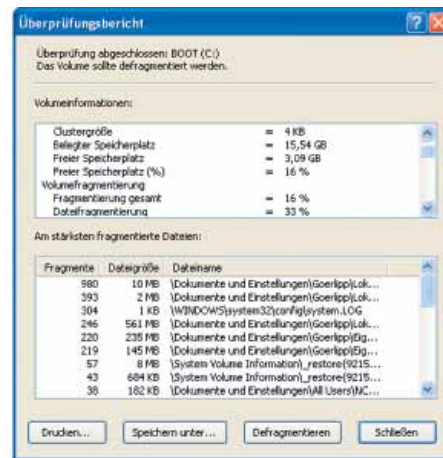 Überprüfungsbericht
Überprüfung abgeschlossen: BOOT (C:)
Das Volume sollte defragmentiert werden.
Volumeinformationen:
Clustergröße = 4 KB
Belegter Speicherplatz = 15,54 GB
Freier Speicherplatz = 3,09 GB
Freier Speicherplatz (%) = 16 %
Volumefragmentierung
Fragmentierung gesamt = 16 %
Dateifragmentierung = 33 %
Am stärksten fragmentierte Dateien:
Fragmente Dateigröße Dateiname
980 10 MB \Dokumente und Einstellungen\Goerlipp\Lok...
393 2 MB \Dokumente und Einstellungen\Goerlipp\Lok...
304 1 KB \WINDOWS\system32\config\system.LOG
246 561 MB \Dokumente und Einstellungen\Goerlipp\Lok...
220 235 MB \Dokumente und Einstellungen\Goerlipp\Eig...
219 145 MB \Dokumente und Einstellungen\Goerlipp\Eig...
57 8 MB \System Volume Information\_restore{9215...
43 684 KB \System Volume Information\_restore{9215...
38 182 KB \Dokumente und Einstellungen\All Users\NC...
Drucken... Speichern unter... Defragmentieren Schließen